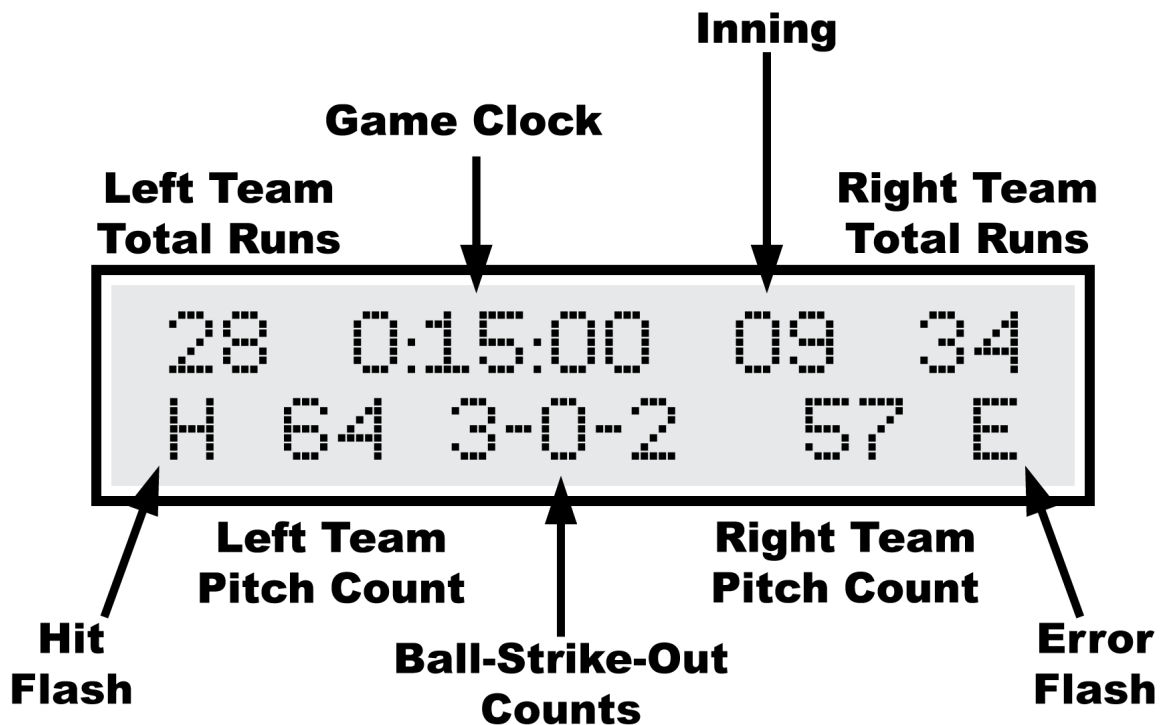 Inning
Game Clock
Left Team
Total Runs
Right Team
Total Runs
28 0:15:00 09 34
H 64 3-0-2 57 E
Left Team
Pitch Count
Right Team
Pitch Count
Hit
Flash
Ball-Strike-Out
Counts
Error
Flash